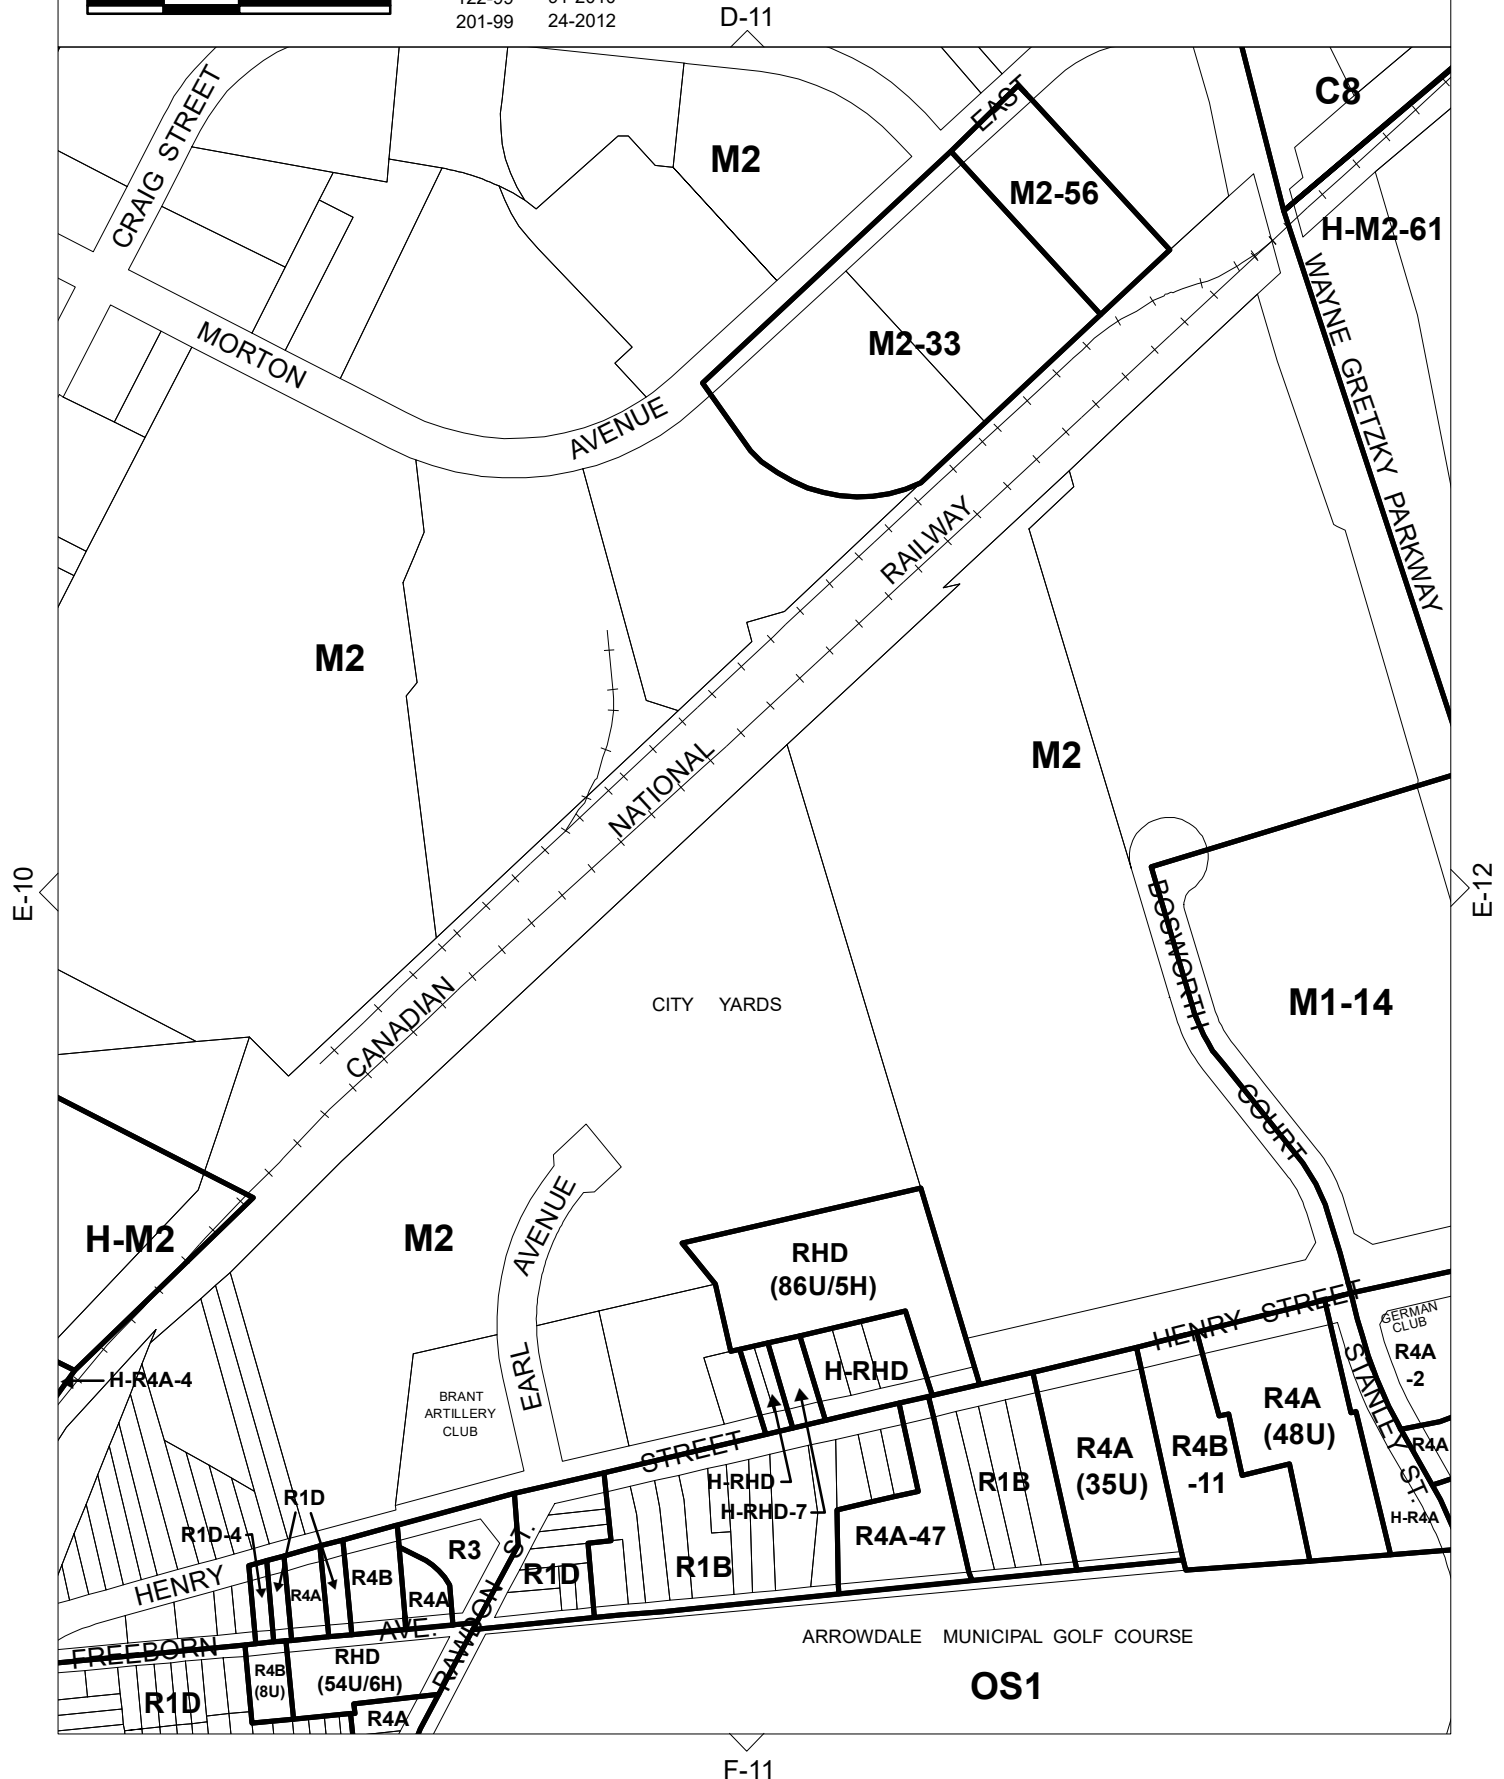 201-99 24-2012
D-11
CRAIG STREET
EAST
C8
M2
M2-56
H-M2-61
WAYNE GRETZKY PARKWAY
MORTON
AVENUE
M2-33
RAILWAY
M2
NATIONAL
M2
E-10
E-12
BOSWORTH
CANADIAN
CITY YARDS
M1-14
COURT
H-M2
M2
AVENUE
EARL
RHD
(86U/5H)
HENRY STREET
GERMAN
CLUB
H-R4A-4
BRANT
ARTILLERY
CLUB
H-RHD
STANLEY ST.
R4A
-2
R4A
(48U)
R4A
STREET
H-RHD
H-RHD-7
R1B
R4A
(35U)
R4B
-11
H-R4A
R1D
R1D-4
R3
R4A-47
R1D
R1B
HENRY
R4A
R4B
R4A
RAWDON ST.
FREEBORN AVE.
ARROWDALE MUNICIPAL GOLF COURSE
OS1
R1D
R4B
(8U)
RHD
(54U/6H)
R4A
F-11